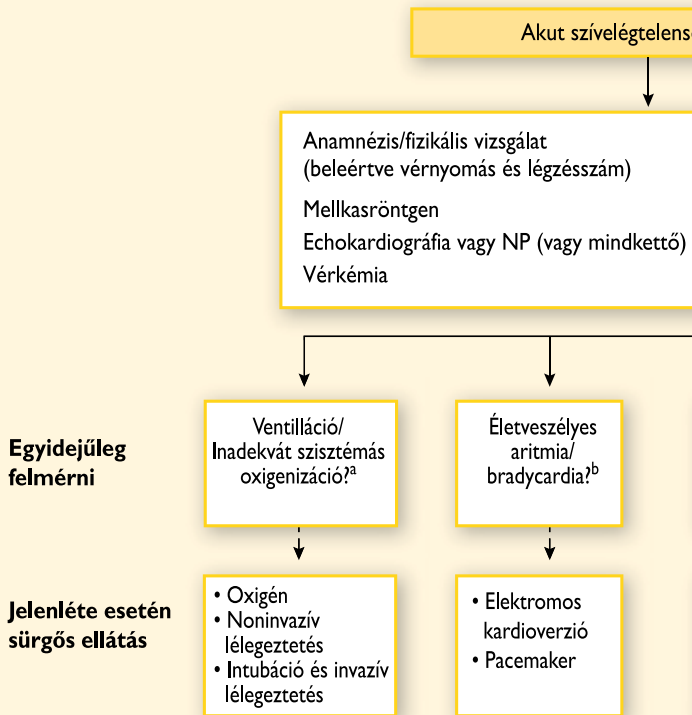 Akut szívelégtelens
Anamnézis/fizikális vizsgálat
(beleértve vérnyomás és légzésszám)
Mellkasröntgen
Echokardiográfia vagy NP (vagy mindkettő)
Vérkémia
Egyidejűleg
felmérni
Ventilláció/
Inadekvát szisztémás
oxigenizáció?a
Életveszélyes
aritmia/
bradycardia?b
Jelenléte esetén
sürgős ellátás
• Oxigén
• Noninvazív
lélegeztetés
• Intubáció és invazív
lélegeztetés
• Elektromos
kardioverzió
• Pacemaker